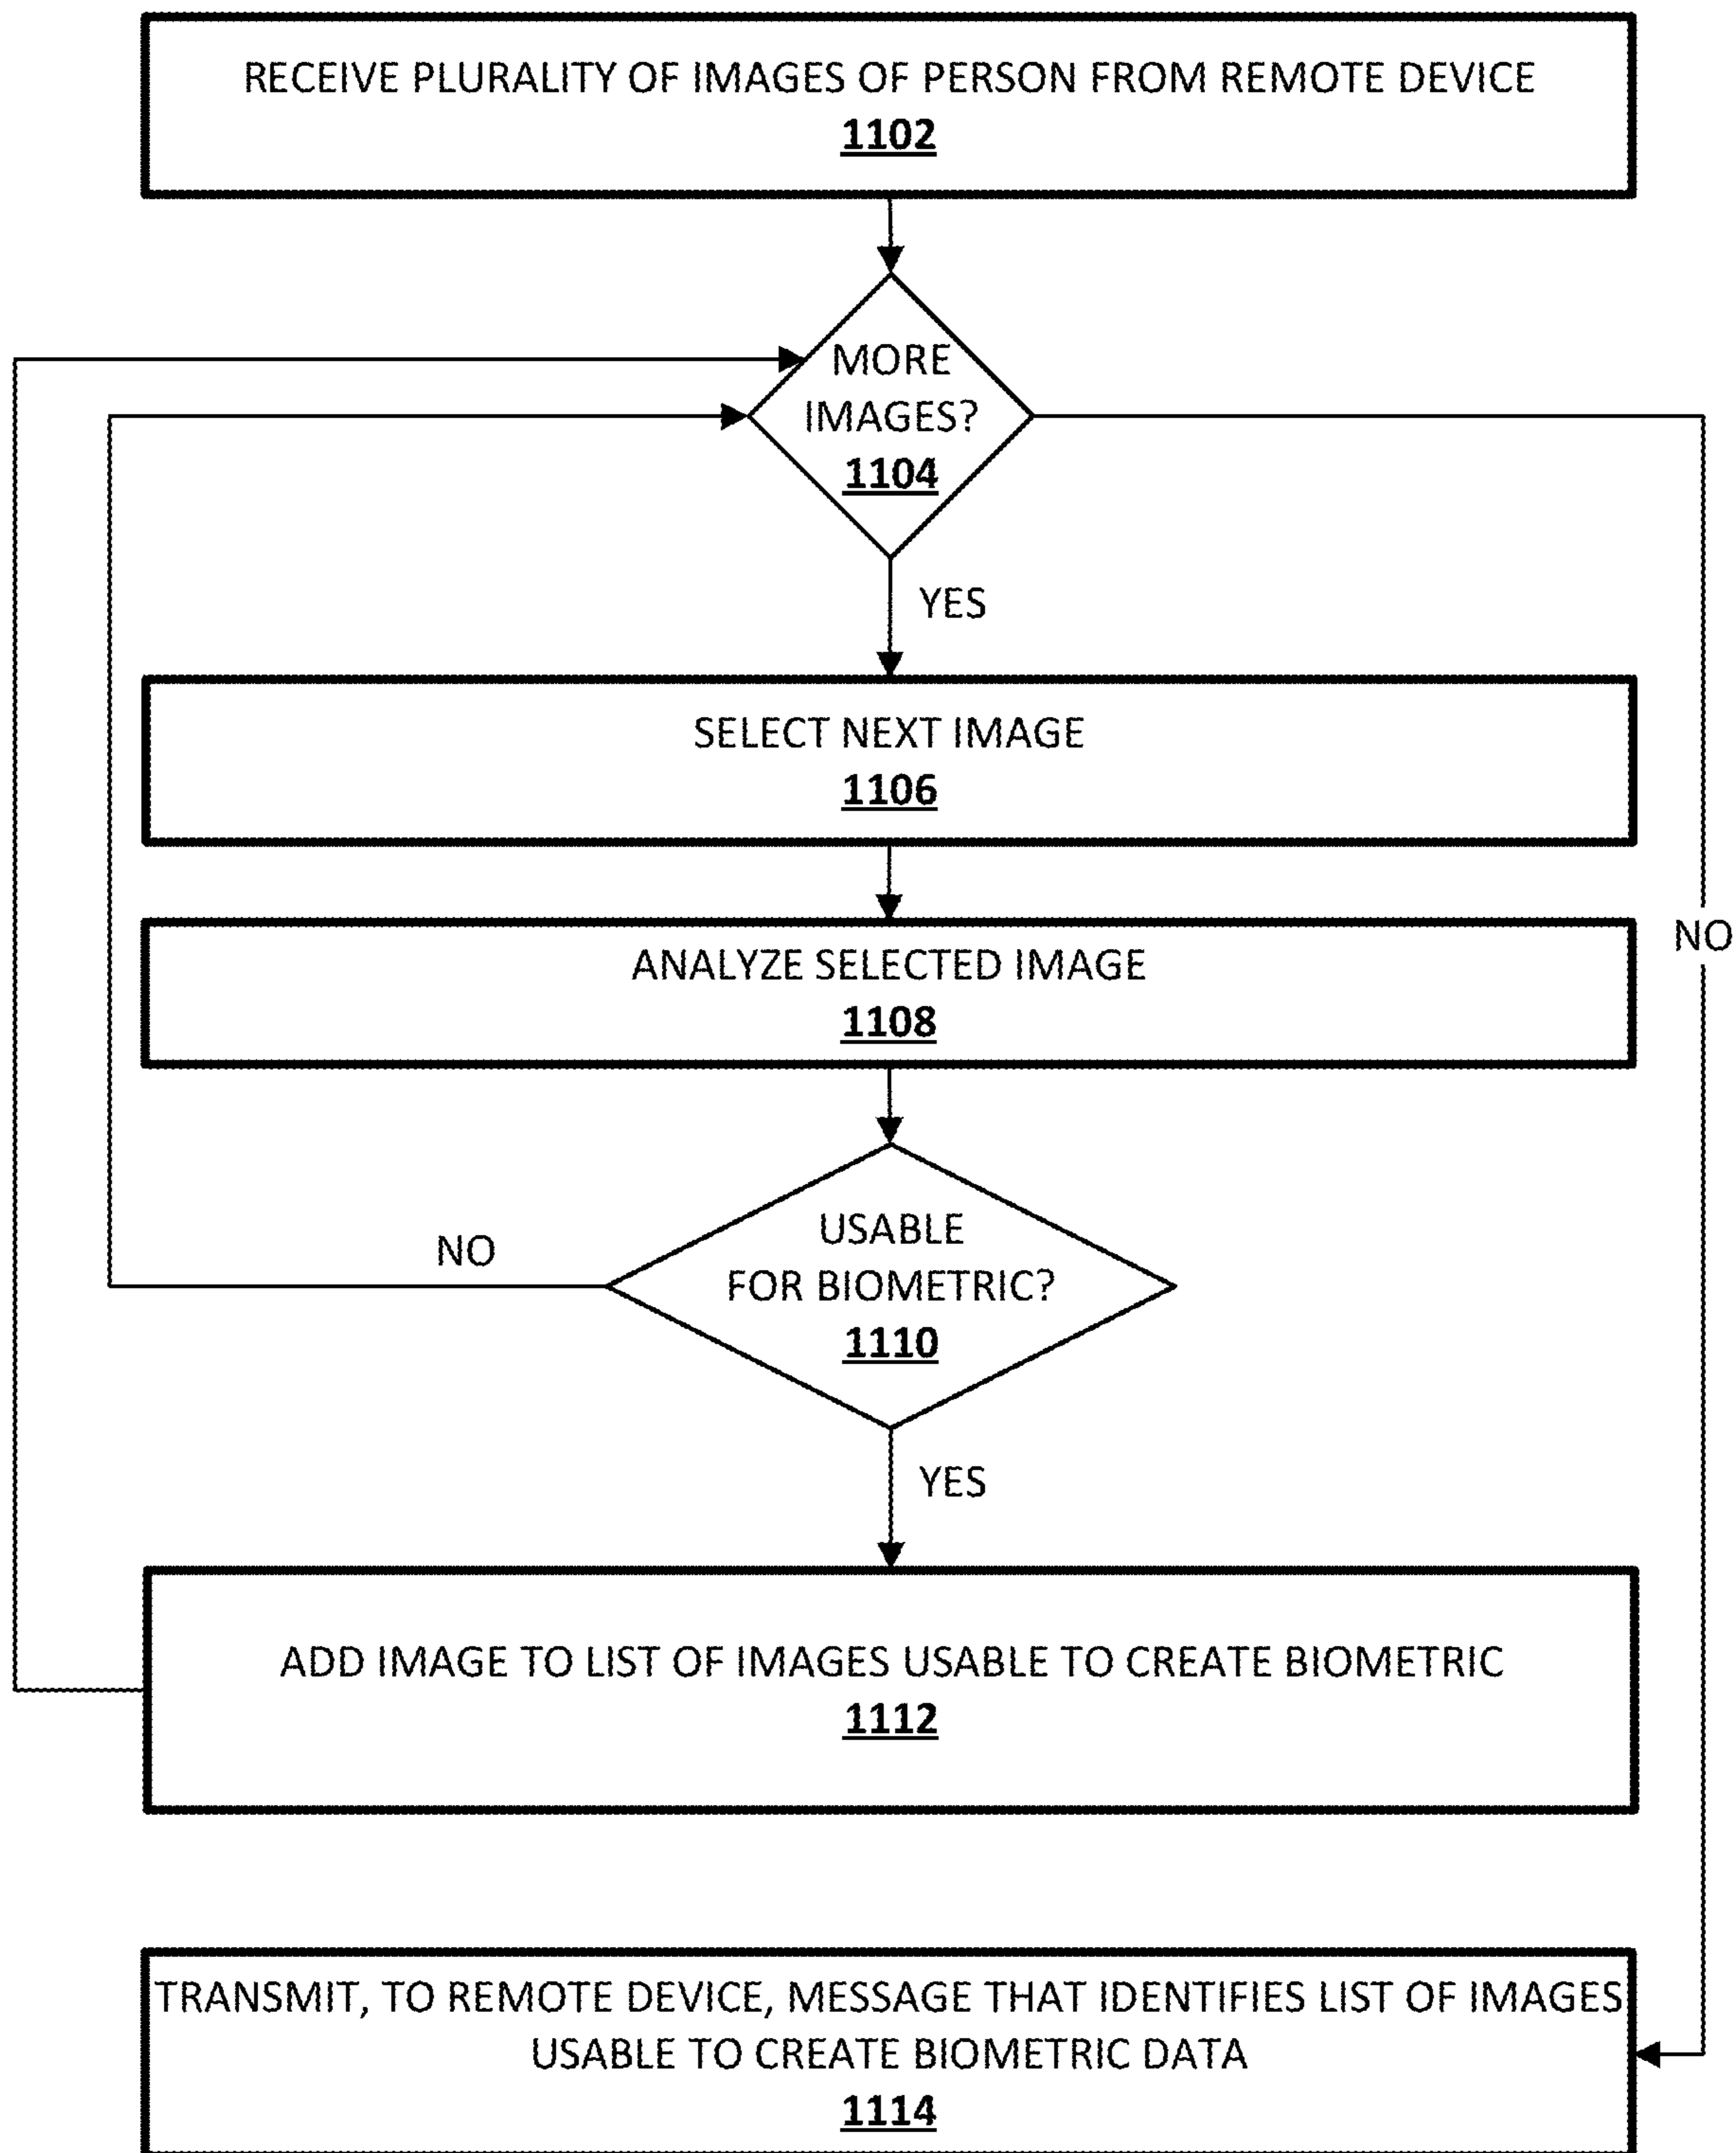 RECEIVE PLURALITY OF IMAGES OF PERSON FROM REMOTE DEVICE
1102
MORE
IMAGES?
1104
YES
SELECT NEXT IMAGE
1106
ANALYZE SELECTED IMAGE
1108
NO
USABLE
FOR BIOMETRIC?
1110
NO
YES
ADD IMAGE TO LIST OF IMAGES USABLE TO CREATE BIOMETRIC
1112
TRANSMIT, TO REMOTE DEVICE, MESSAGE THAT IDENTIFIES LIST OF IMAGES
USABLE TO CREATE BIOMETRIC DATA
1114